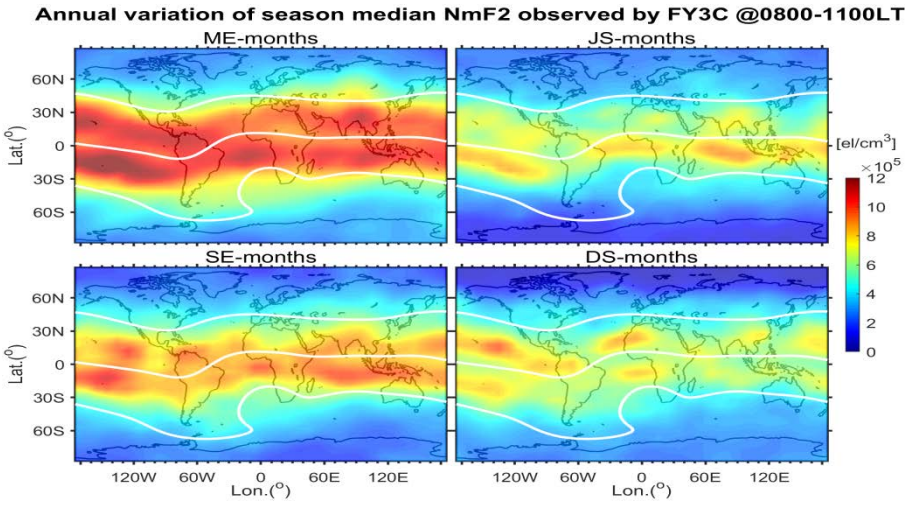 Annual variation of season median NmF2 observed by FY3C @0800-1100LT
ME-months
JS-months
60N
30N
0
30S
60S
Lat.(°)
[el/cm³]
×10⁵
12
10
8
6
4
2
0
SE-months
DS-months
60N
30N
0
30S
60S
Lat.(°)
120W 60W 0 60E 120E
Lon.(°)
120W 60W 0 60E 120E
Lon.(°)